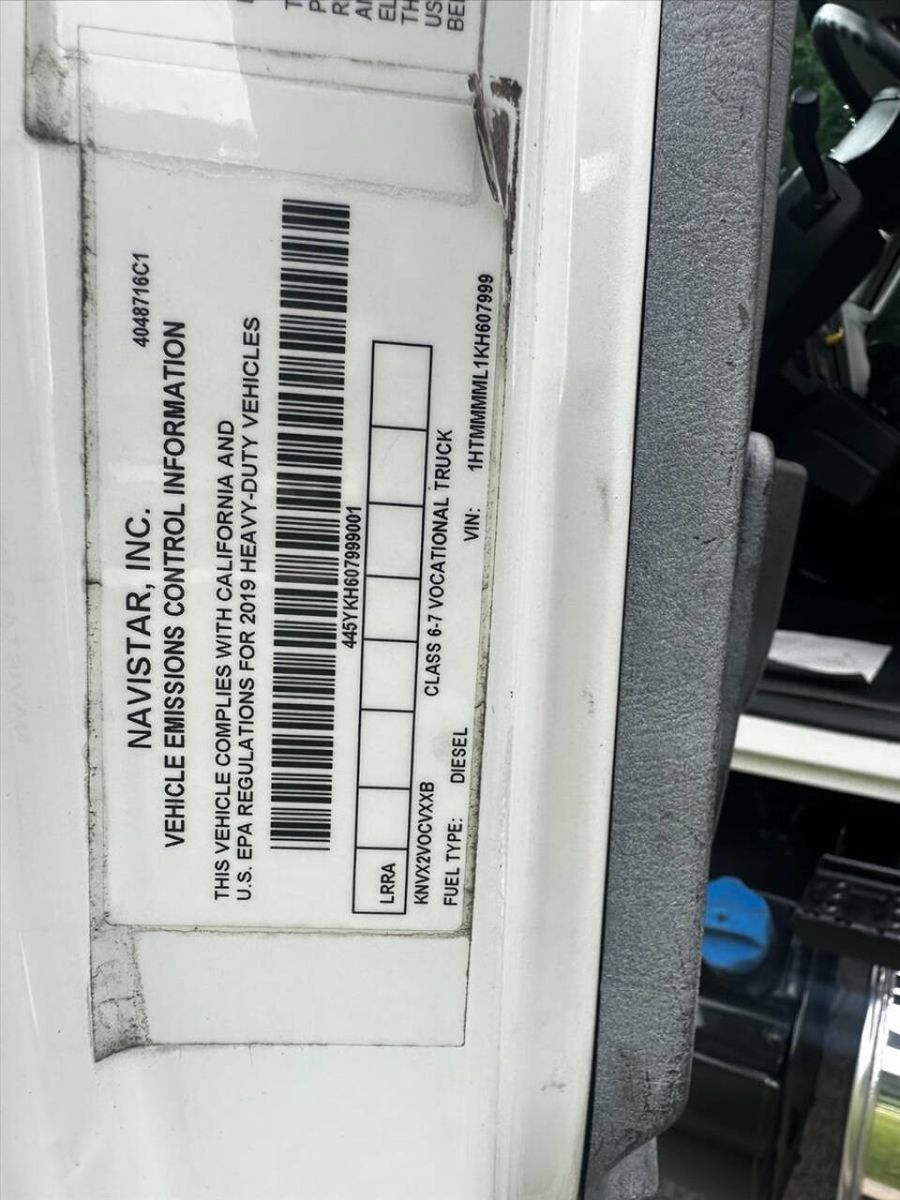 NAVISTAR, INC.
4048716C1
VEHICLE EMISSIONS CONTROL INFORMATION
THIS VEHICLE COMPLIES WITH CALIFORNIA AND
U.S. EPA REGULATIONS FOR 2019 HEAVY-DUTY VEHICLES
445YKH607999001
LRRA
KNVX2VOCVXXB CLASS 6-7 VOCATIONAL TRUCK
FUEL TYPE: DIESEL VIN: 1HTMMMML1KH607999